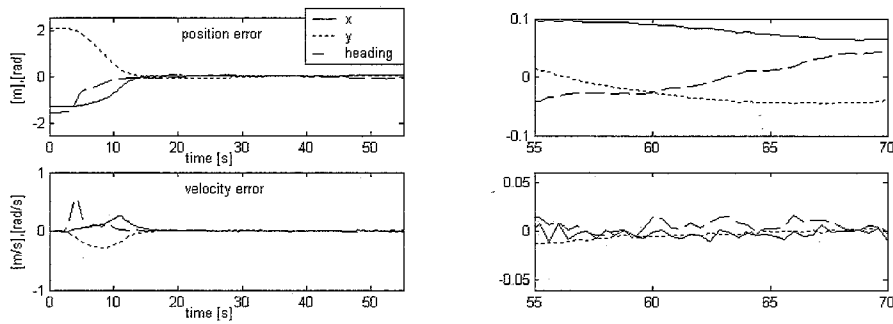 x
y
heading
position error
[m],[rad]
2
0
-2
0 10 20 30 40 50
time [s]
0.1
0
-0.1
55 60 65 70
velocity error
[m/s],[rad/s]
1
0
-1
0 10 20 30 40 50
time [s]
0.05
0
-0.05
55 60 65 70